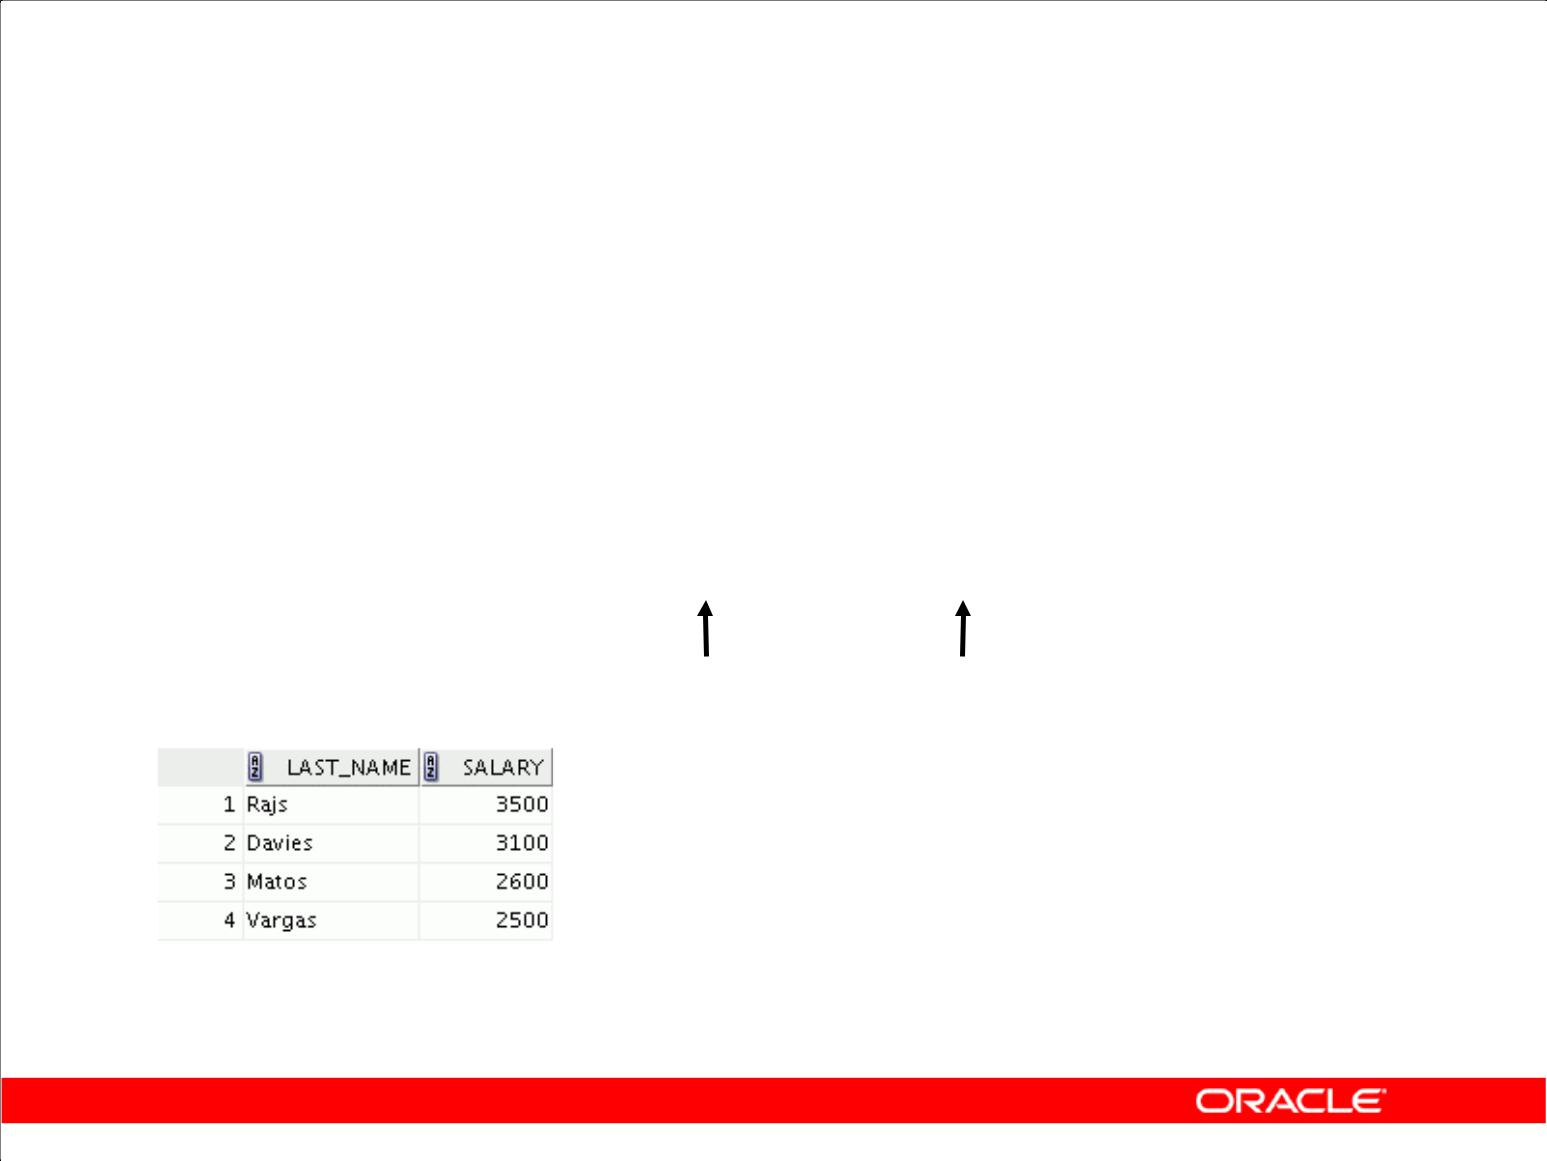 LAST_NAME SALARY
1 Rajs 3500
2 Davies 3100
3 Matos 2600
4 Vargas 2500
ORACLE